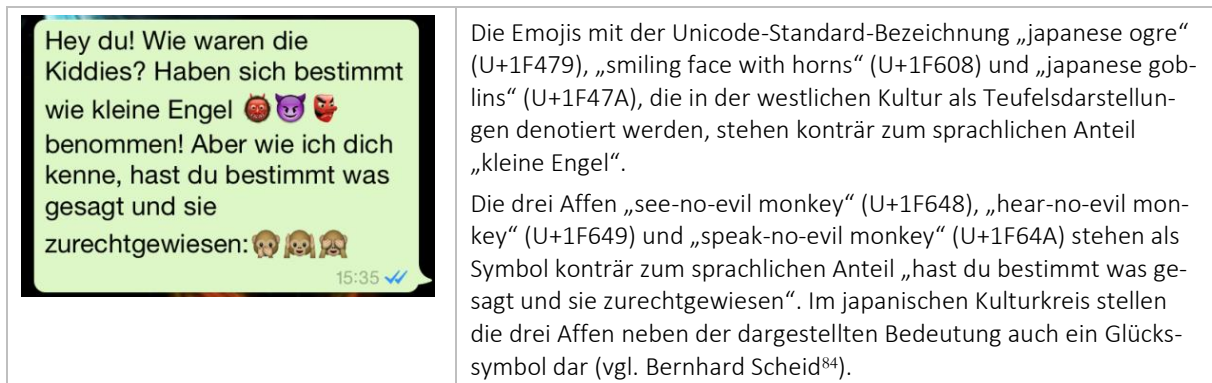 Hey du! Wie waren die
Kiddies? Haben sich bestimmt
wie kleine Engel 👹😈👺
benommen! Aber wie ich dich
kenne, hast du bestimmt was
gesagt und sie
zurechtgewiesen:🙊🙉🙈
15:35
Die Emojis mit der Unicode-Standard-Bezeichnung „japanese ogre“
(U+1F479), „smiling face with horns“ (U+1F608) und „japanese gob-
lins“ (U+1F47A), die in der westlichen Kultur als Teufelsdarstellun-
gen denotiert werden, stehen konträr zum sprachlichen Anteil
„kleine Engel“.
Die drei Affen „see-no-evil monkey“ (U+1F648), „hear-no-evil mon-
key“ (U+1F649) und „speak-no-evil monkey“ (U+1F64A) stehen als
Symbol konträr zum sprachlichen Anteil „hast du bestimmt was ge-
sagt und sie zurechtgewiesen“. Im japanischen Kulturkreis stellen
die drei Affen neben der dargestellten Bedeutung auch ein Glücks-
symbol dar (vgl. Bernhard Scheid⁸⁴).